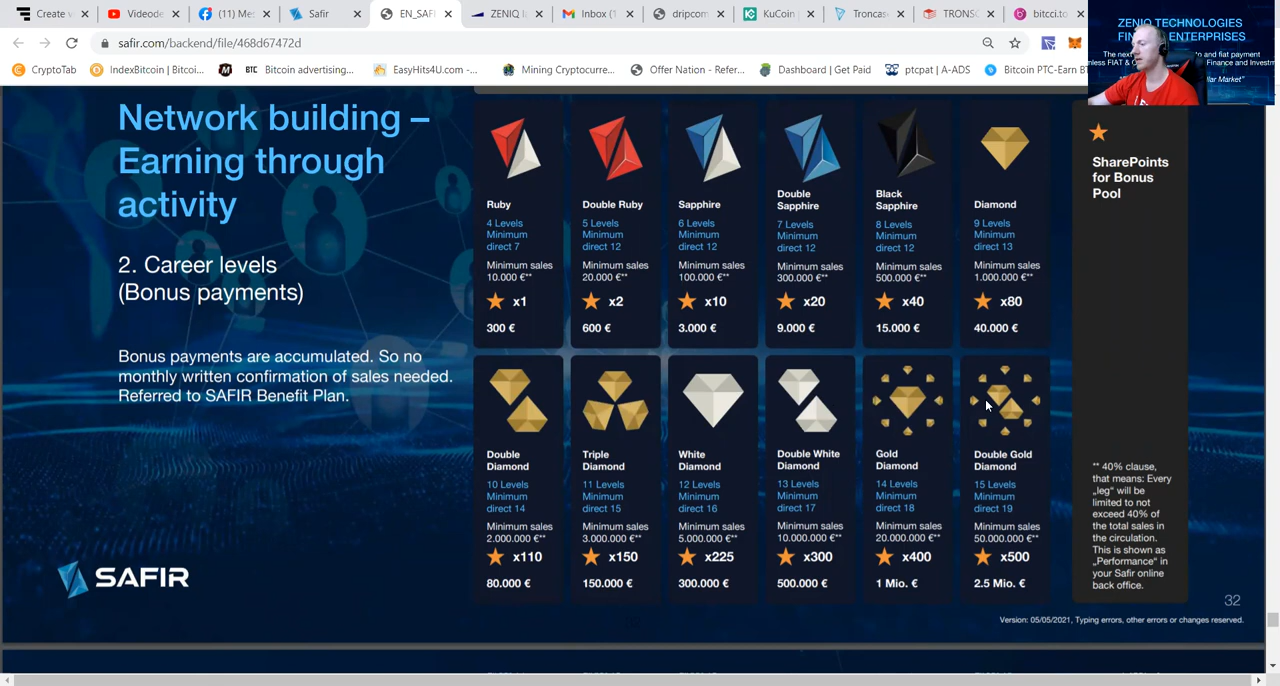 Create v
Videode
(11) Me
Safir
EN_SAFI
ZENIQ I
Inbox (1
dripcom
KuCoin
Troncas
TRONSC
bitcci.to
safir.com/backend/file/468d67472d
CryptoTab
IndexBitcoin | Bitcoi...
BTC Bitcoin advertising...
EasyHits4U.com -...
Mining Cryptocurre...
Offer Nation - Refer...
Dashboard | Get Paid
ptcpat | A-ADS
Bitcoin PTC-Earn B
ZENIQ TECHNOLOGIES
Network building –
Earning through
activity
2. Career levels
(Bonus payments)
Bonus payments are accumulated. So no
monthly written confirmation of sales needed.
Referred to SAFIR Benefit Plan.
SAFIR
Ruby
4 Levels
Minimum
direct 7
Minimum sales
10.000 €**
x1
300 €
Double Ruby
5 Levels
Minimum
direct 12
Minimum sales
20.000 €**
x2
600 €
Sapphire
6 Levels
Minimum
direct 12
Minimum sales
100.000 €**
x10
3.000 €
Double
Sapphire
7 Levels
Minimum
direct 12
Minimum sales
300.000 €**
x20
9.000 €
Black
Sapphire
8 Levels
Minimum
direct 12
Minimum sales
500.000 €**
x40
15.000 €
Diamond
9 Levels
Minimum
direct 13
Minimum sales
1.000.000 €**
x80
40.000 €
Double
Diamond
10 Levels
Minimum
direct 14
Minimum sales
2.000.000 €**
x110
80.000 €
Triple
Diamond
11 Levels
Minimum
direct 15
Minimum sales
3.000.000 €**
x150
150.000 €
White
Diamond
12 Levels
Minimum
direct 16
Minimum sales
5.000.000 €**
x225
300.000 €
Double White
Diamond
13 Levels
Minimum
direct 17
Minimum sales
10.000.000 €**
x300
500.000 €
Gold
Diamond
14 Levels
Minimum
direct 18
Minimum sales
20.000.000 €**
x400
1 Mio. €
Double Gold
Diamond
15 Levels
Minimum
direct 19
Minimum sales
50.000.000 €**
x500
2.5 Mio. €
SharePoints
for Bonus
Pool
** 40% clause,
that means: Every
„leg“ will be
limited to not
exceed 40% of
the total sales in
the circulation.
This is shown as
„Performance“ in
your Safir online
back office.
32
Version: 05/05/2021, Typing errors, other errors or changes reserved.